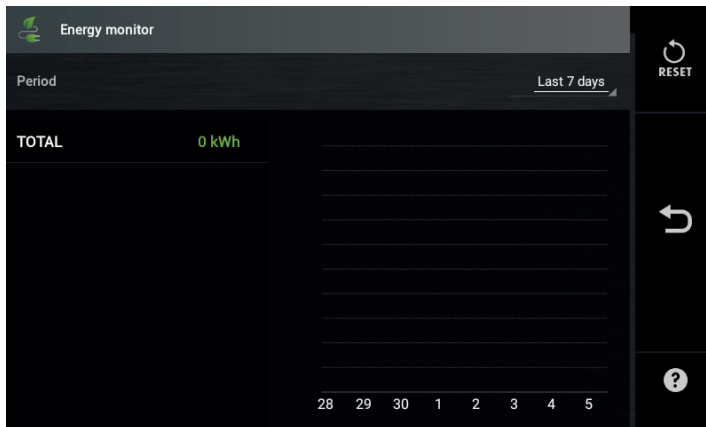 Energy monitor
RESET
Period
Last 7 days
TOTAL 0 kWh
?
28 29 30 1 2 3 4 5